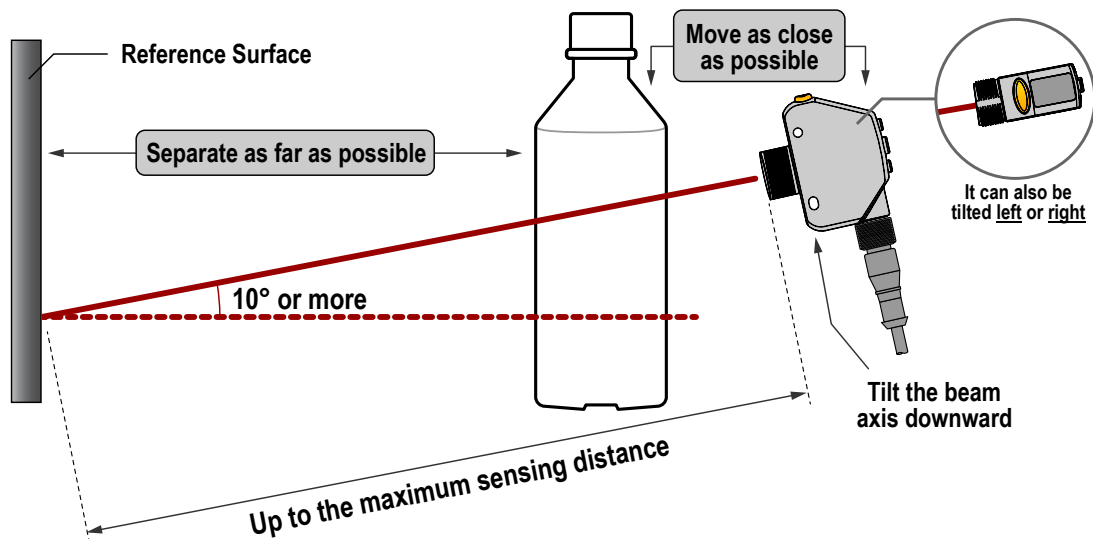 Reference Surface
Move as close
as possible
Separate as far as possible
It can also be
tilted left or right
10° or more
Tilt the beam
axis downward
Up to the maximum sensing distance